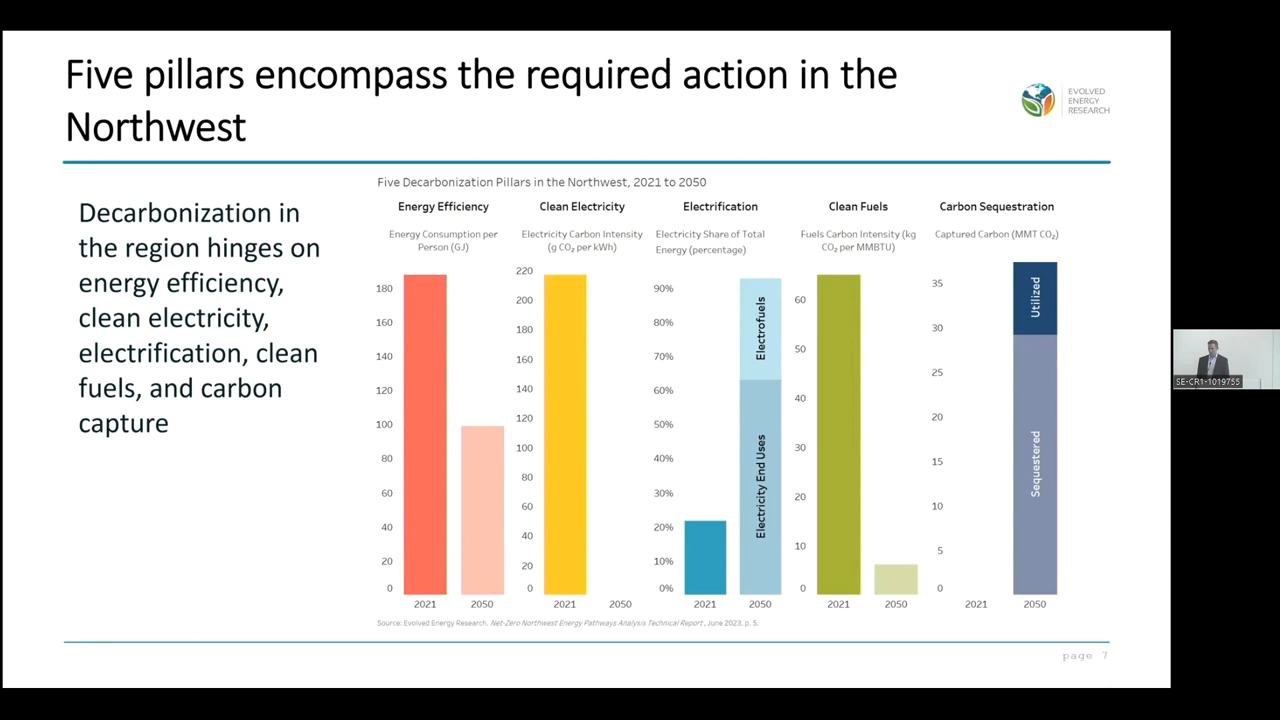 Five pillars encompass the required action in the
Northwest
EVOLVED
ENERGY
RESEARCH
Decarbonization in
the region hinges on
energy efficiency,
clean electricity,
electrification, clean
fuels, and carbon
capture
Five Decarbonization Pillars in the Northwest, 2021 to 2050
Energy Efficiency
Energy Consumption per
Person (GJ)
180
160
140
120
100
80
60
40
20
0
2021 2050
Clean Electricity
Electricity Carbon Intensity
(g CO₂ per kWh)
220
200
180
160
140
120
100
80
60
40
20
0
2021 2050
Electrification
Electricity Share of Total
Energy (percentage)
90%
80%
70%
60%
50%
40%
30%
20%
10%
0%
Electrofuels
Electricity End Uses
2021 2050
Clean Fuels
Fuels Carbon Intensity (kg
CO₂ per MMBTU)
60
50
40
30
20
10
0
2021 2050
Carbon Sequestration
Captured Carbon (MMT CO₂)
35
30
25
20
15
10
5
0
Utilized
Sequestered
2021 2050
Source: Evolved Energy Research. Net-Zero Northwest Energy Pathways Analysis Technical Report, June 2023. p. 5.
page 7
SE-CR1-1019755